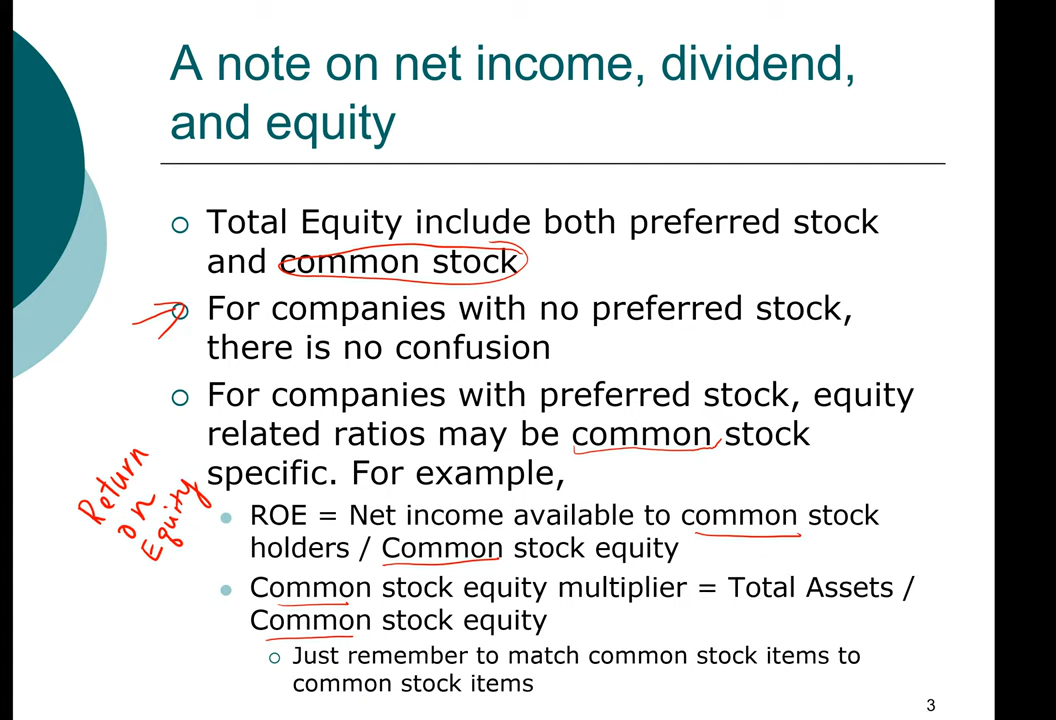 A note on net income, dividend,
and equity
Total Equity include both preferred stock
and common stock
For companies with no preferred stock,
there is no confusion
For companies with preferred stock, equity
related ratios may be common stock
specific. For example,
Return
on
Equity
ROE = Net income available to common stock
holders / Common stock equity
Common stock equity multiplier = Total Assets /
Common stock equity
Just remember to match common stock items to
common stock items
3